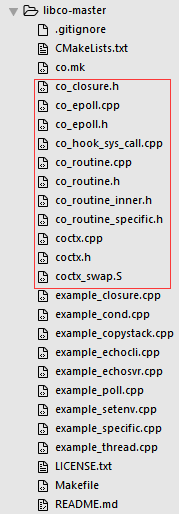 libco-master
.gitignore
CMakeLists.txt
co.mk
co_closure.h
co_epoll.cpp
co_epoll.h
co_hook_sys_call.cpp
co_routine.cpp
co_routine.h
co_routine_inner.h
co_routine_specific.h
coctx.cpp
coctx.h
coctx_swap.S
example_closure.cpp
example_cond.cpp
example_copystack.cpp
example_echocli.cpp
example_echosvr.cpp
example_poll.cpp
example_setenv.cpp
example_specific.cpp
example_thread.cpp
LICENSE.txt
Makefile
README.md